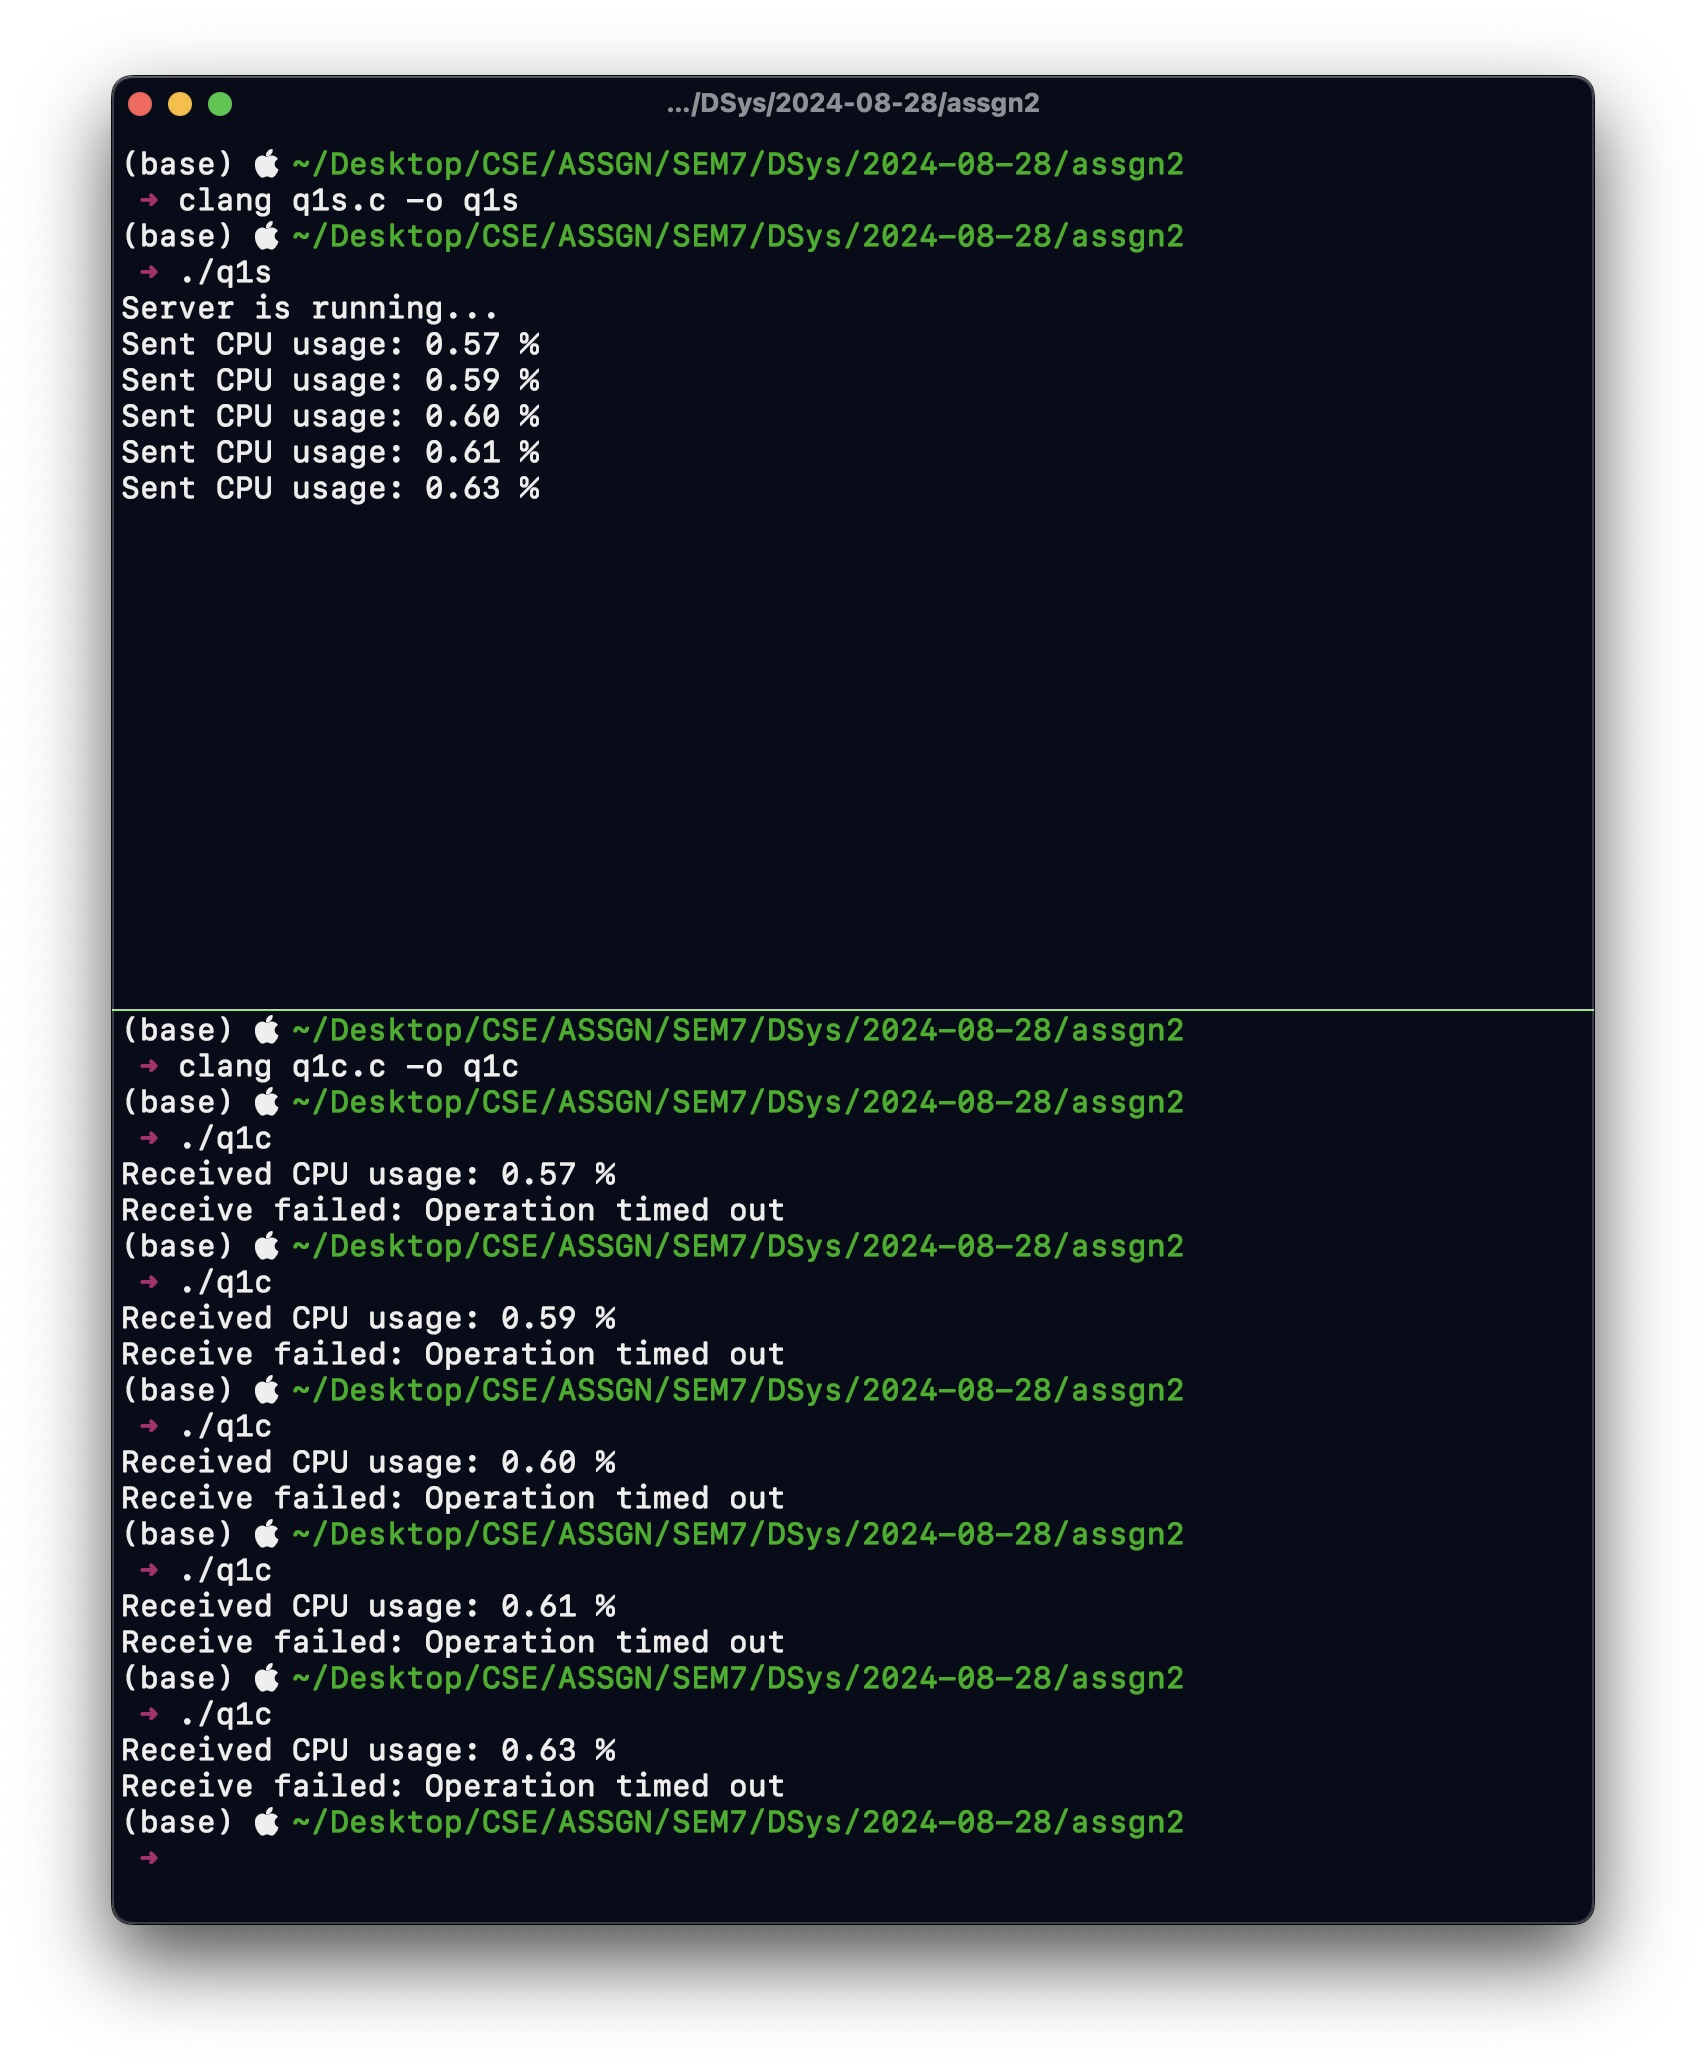 .../DSys/2024-08-28/assgn2
(base)  ~/Desktop/CSE/ASSGN/SEM7/DSys/2024-08-28/assgn2
➜ clang q1s.c -o q1s
(base)  ~/Desktop/CSE/ASSGN/SEM7/DSys/2024-08-28/assgn2
➜ ./q1s
Server is running...
Sent CPU usage: 0.57 %
Sent CPU usage: 0.59 %
Sent CPU usage: 0.60 %
Sent CPU usage: 0.61 %
Sent CPU usage: 0.63 %
(base)  ~/Desktop/CSE/ASSGN/SEM7/DSys/2024-08-28/assgn2
➜ clang q1c.c -o q1c
(base)  ~/Desktop/CSE/ASSGN/SEM7/DSys/2024-08-28/assgn2
➜ ./q1c
Received CPU usage: 0.57 %
Receive failed: Operation timed out
(base)  ~/Desktop/CSE/ASSGN/SEM7/DSys/2024-08-28/assgn2
➜ ./q1c
Received CPU usage: 0.59 %
Receive failed: Operation timed out
(base)  ~/Desktop/CSE/ASSGN/SEM7/DSys/2024-08-28/assgn2
➜ ./q1c
Received CPU usage: 0.60 %
Receive failed: Operation timed out
(base)  ~/Desktop/CSE/ASSGN/SEM7/DSys/2024-08-28/assgn2
➜ ./q1c
Received CPU usage: 0.61 %
Receive failed: Operation timed out
(base)  ~/Desktop/CSE/ASSGN/SEM7/DSys/2024-08-28/assgn2
➜ ./q1c
Received CPU usage: 0.63 %
Receive failed: Operation timed out
(base)  ~/Desktop/CSE/ASSGN/SEM7/DSys/2024-08-28/assgn2
➜